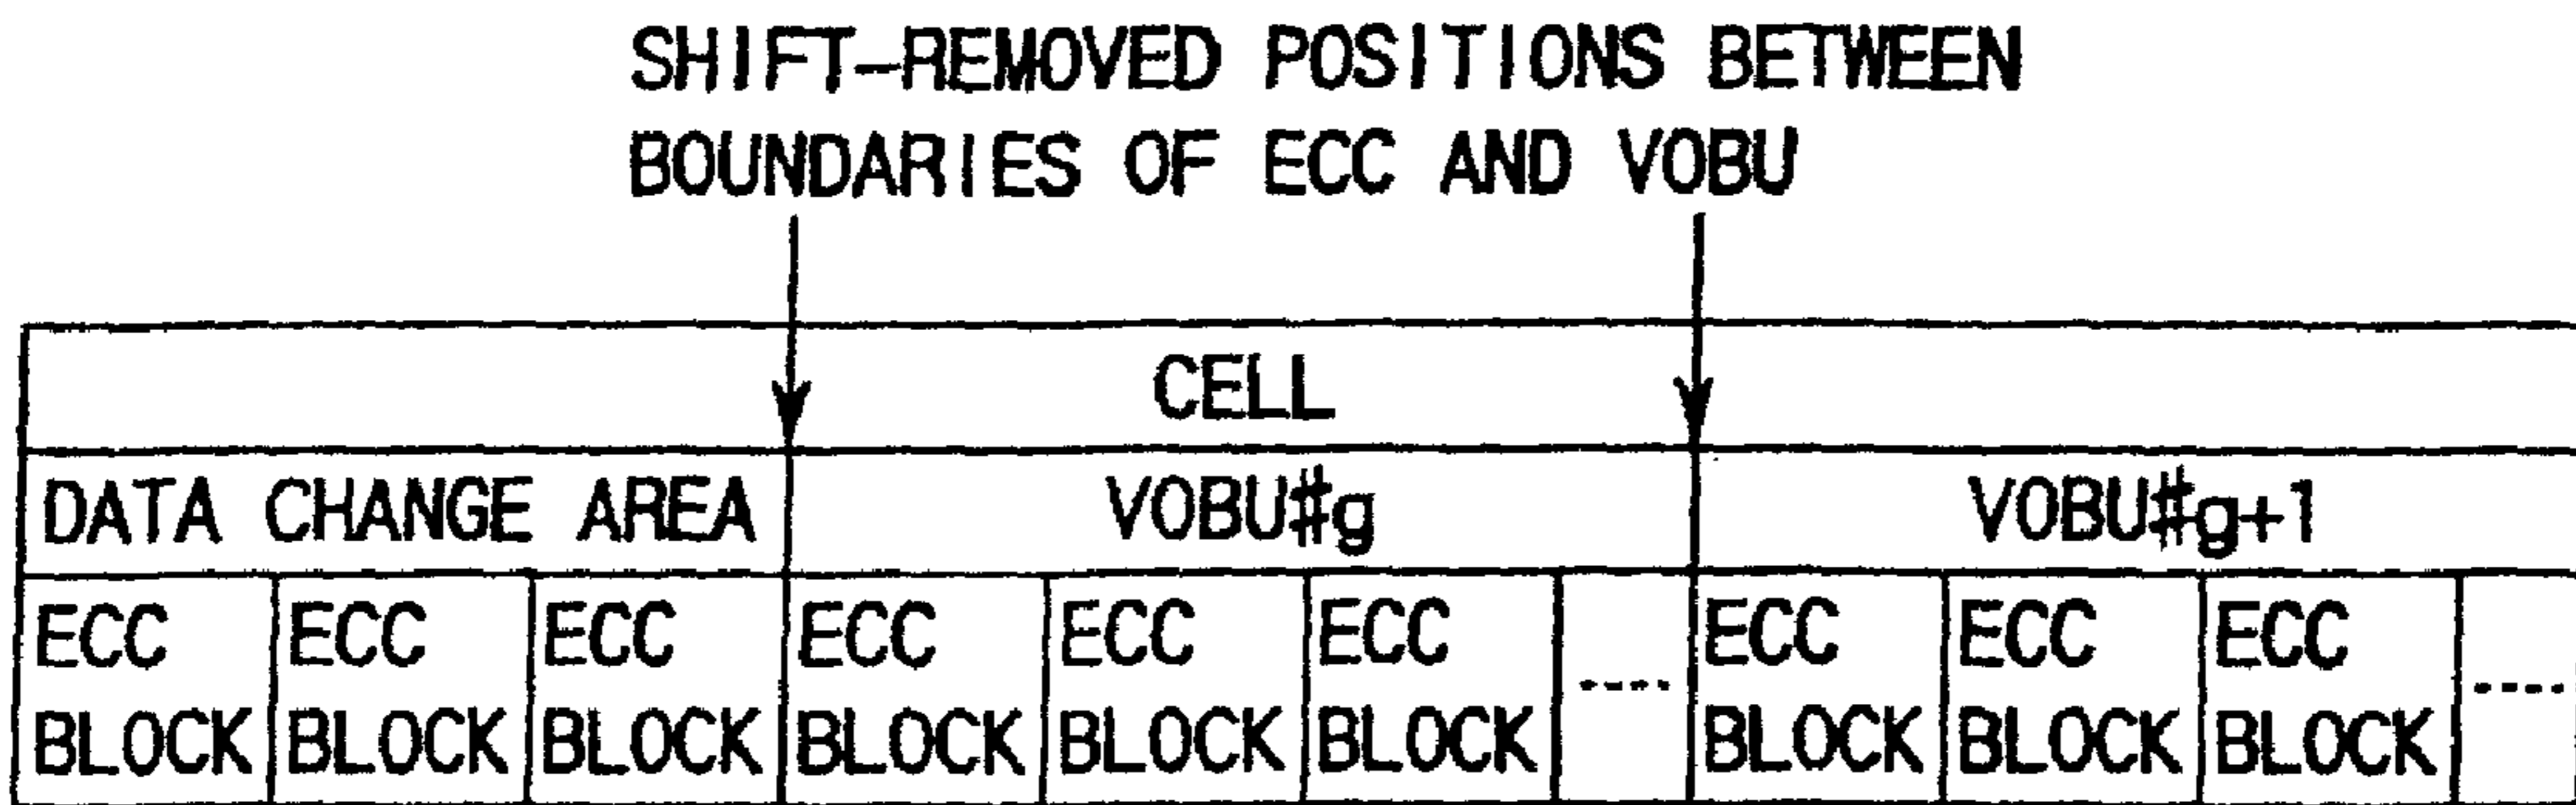 SHIFT-REMOVED POSITIONS BETWEEN
BOUNDARIES OF ECC AND VOBU
CELL
DATA CHANGE AREA VOBU#g VOBU#g+1
ECC ECC ECC ECC ECC ECC ECC ECC ECC
BLOCK BLOCK BLOCK BLOCK BLOCK BLOCK ---- BLOCK BLOCK BLOCK ----